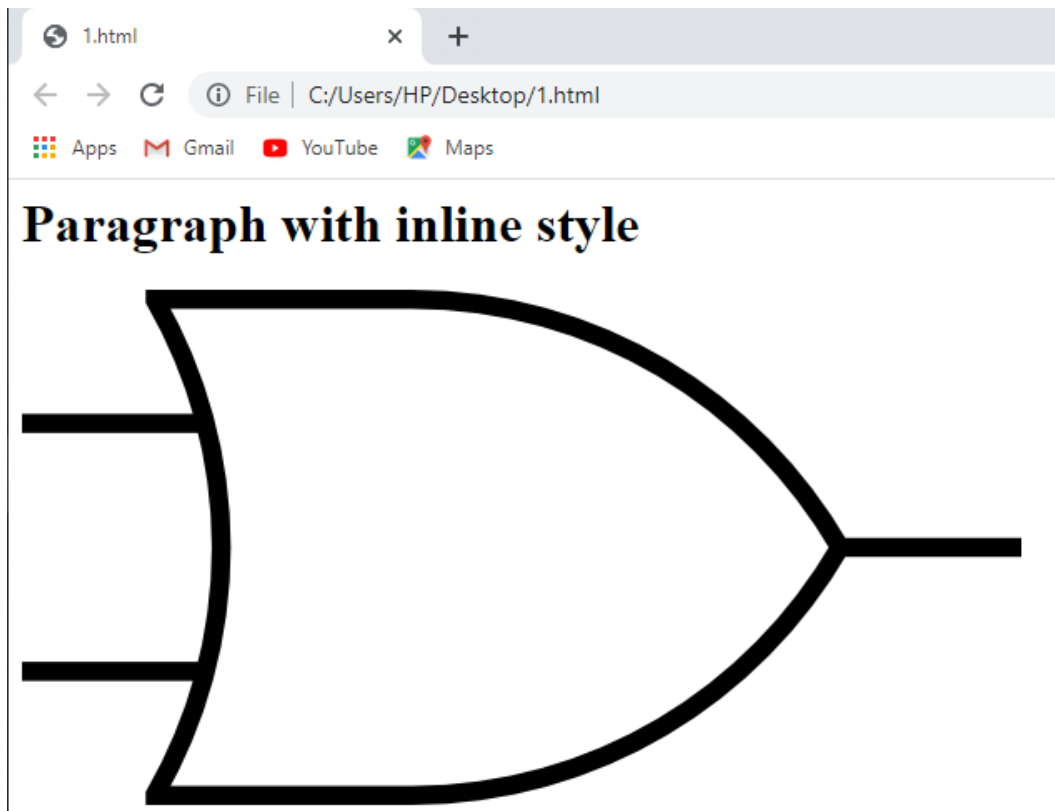 1.html
File C:/Users/HP/Desktop/1.html
Apps Gmail YouTube Maps
Paragraph with inline style